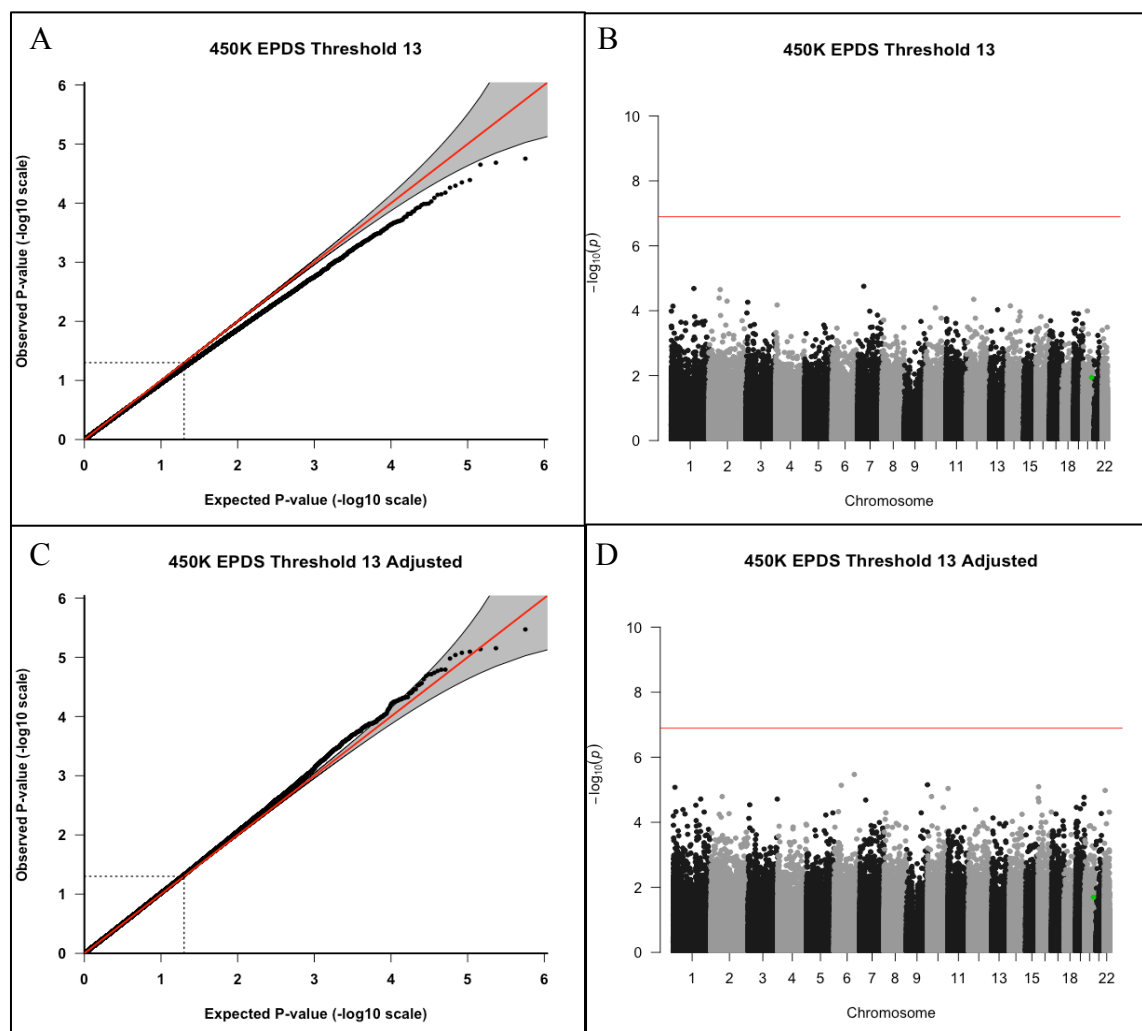 A
450K EPDS Threshold 13
Observed P-value (-log10 scale)
6
5
4
3
2
1
0
0 1 2 3 4 5 6
Expected P-value (-log10 scale)
B
450K EPDS Threshold 13
−log10(p)
10
8
6
4
2
0
1 2 3 4 5 6 7 8 9 11 13 15 18 22
Chromosome
C
450K EPDS Threshold 13 Adjusted
Observed P-value (-log10 scale)
6
5
4
3
2
1
0
0 1 2 3 4 5 6
Expected P-value (-log10 scale)
D
450K EPDS Threshold 13 Adjusted
−log10(p)
10
8
6
4
2
0
1 2 3 4 5 6 7 8 9 11 13 15 18 22
Chromosome